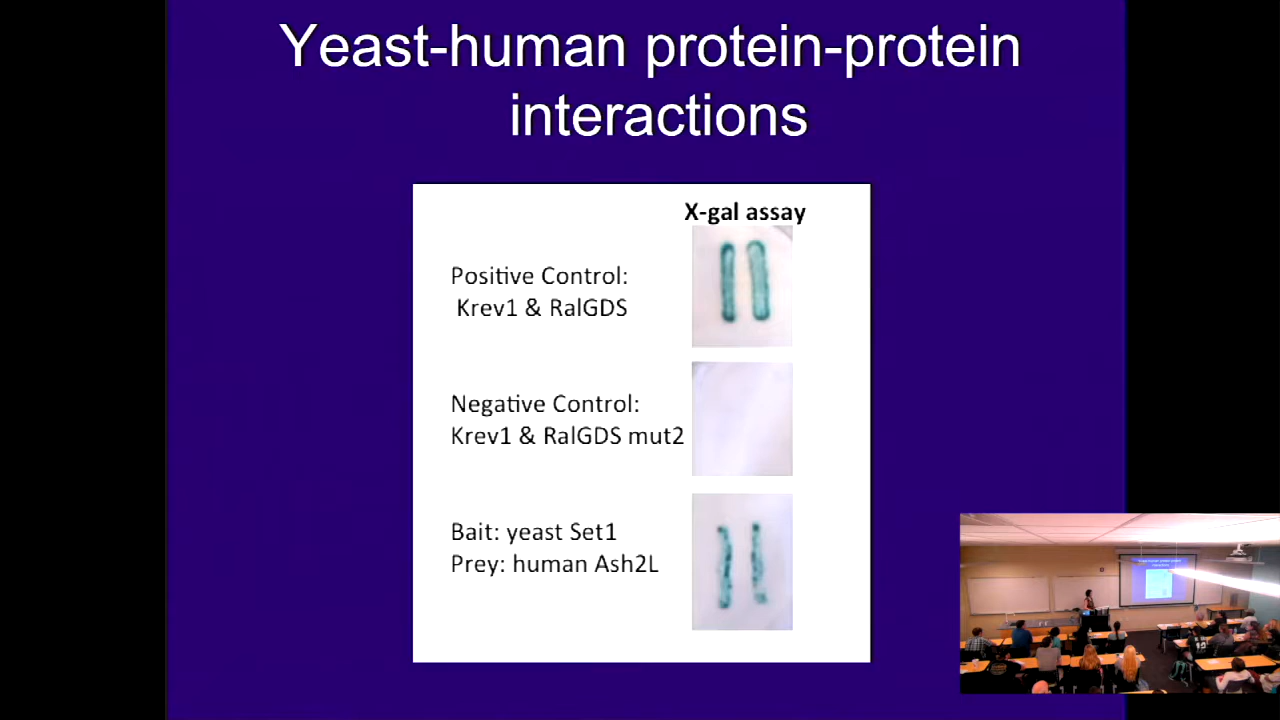 Yeast-human protein-protein
interactions
X-gal assay
Positive Control:
Krev1 & RalGDS
Negative Control:
Krev1 & RalGDS mut2
Bait: yeast Set1
Prey: human Ash2L